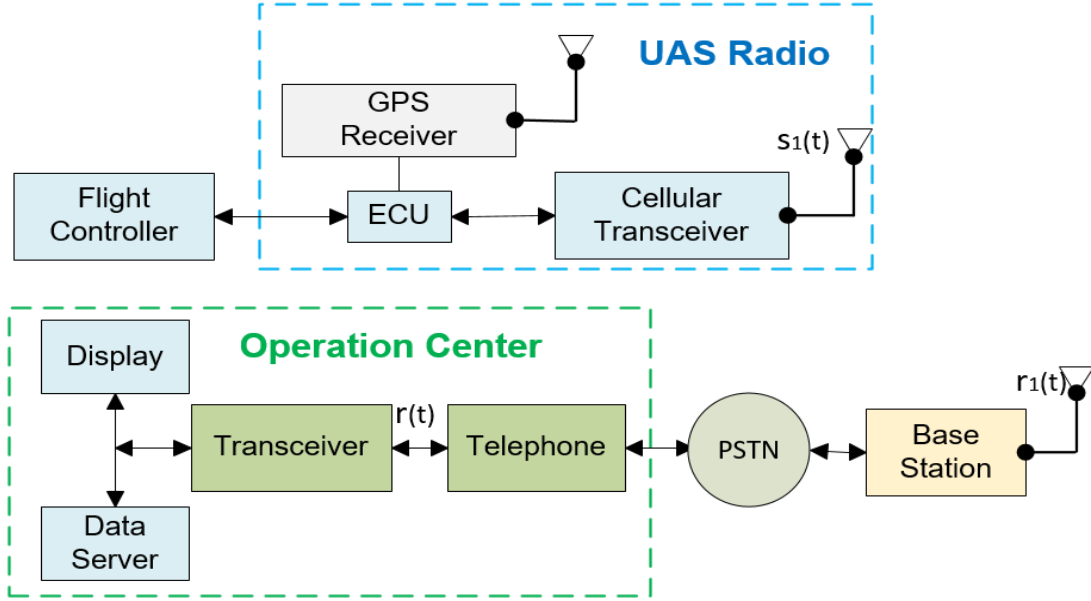 UAS Radio
GPS
Receiver
s1(t)
Flight
Controller
ECU
Cellular
Transceiver
Operation Center
Display
r(t)
Transceiver
Telephone
PSTN
r1(t)
Base
Station
Data
Server